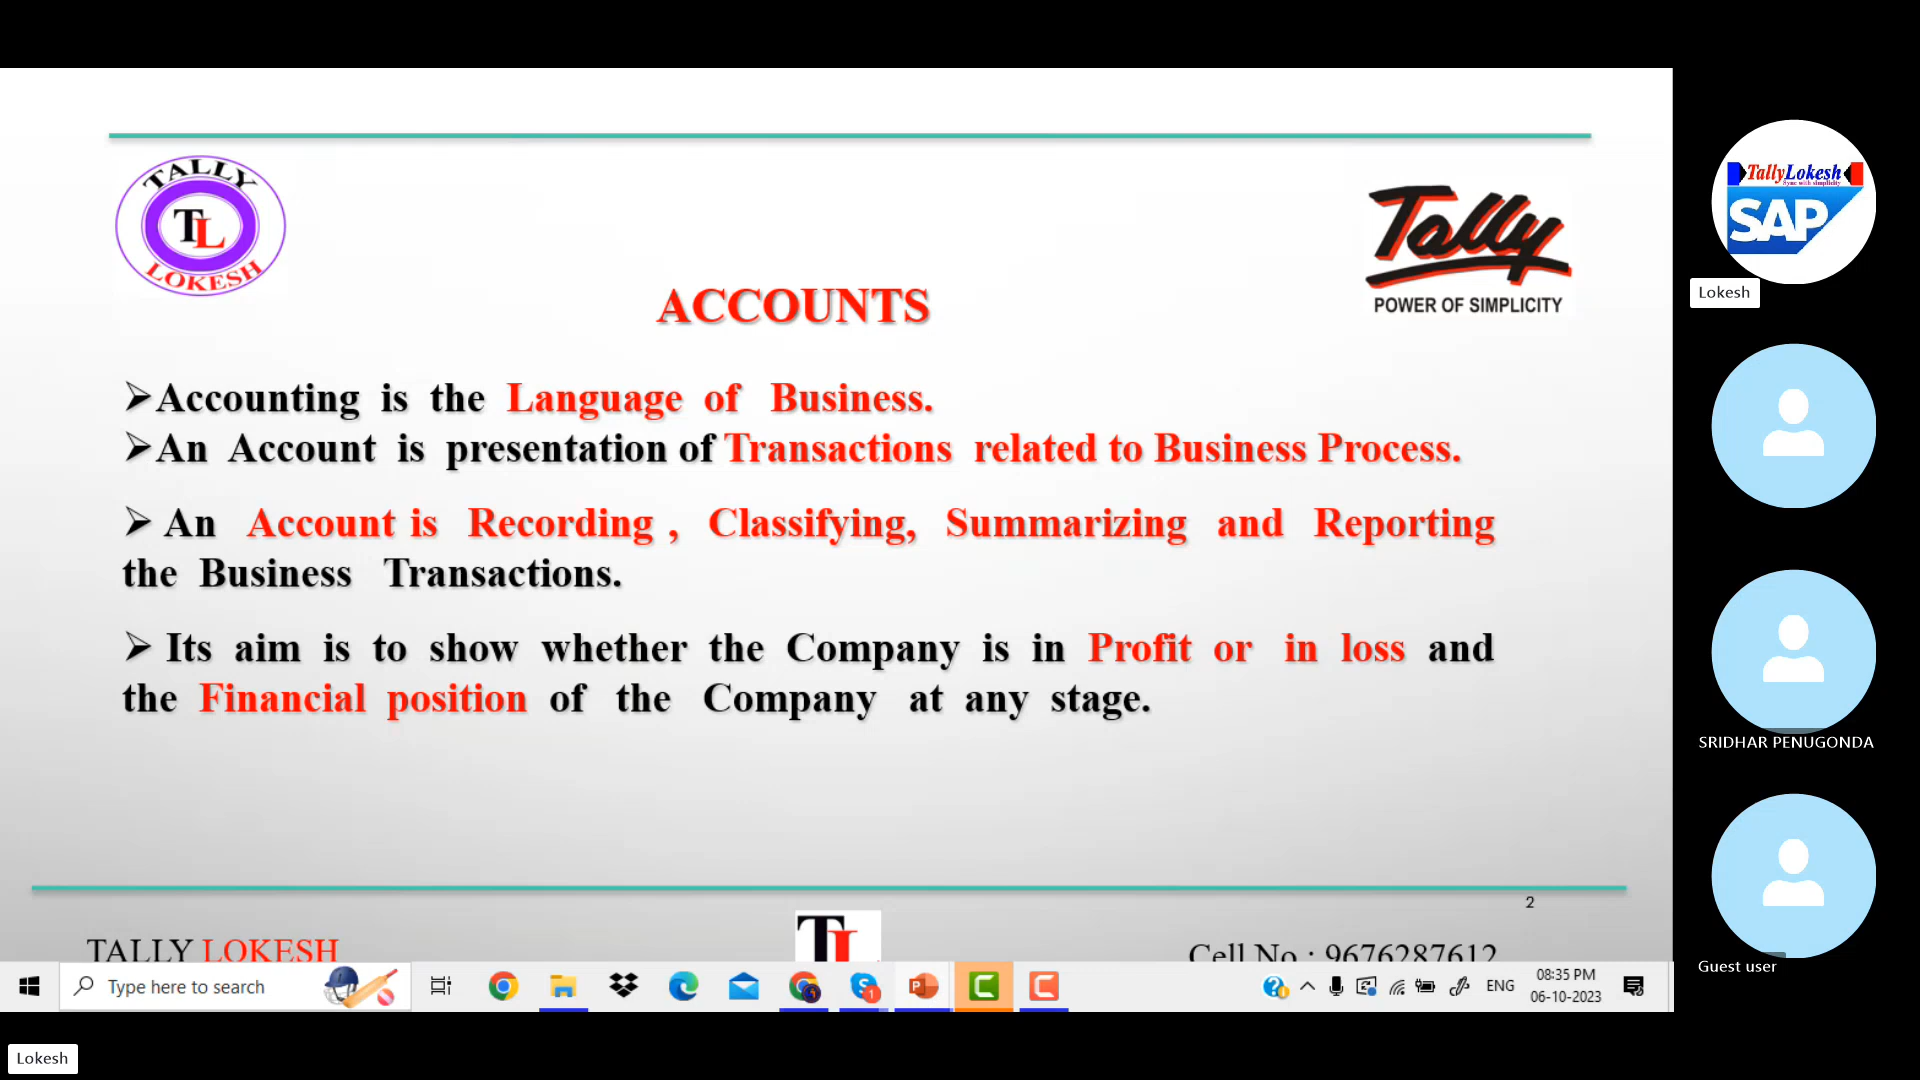 TALLY
TL
LOKESH
Tally
POWER OF SIMPLICITY
ACCOUNTS
➢Accounting is the Language of Business.
➢An Account is presentation of Transactions related to Business Process.
➢ An Account is Recording , Classifying, Summarizing and Reporting
the Business Transactions.
➢ Its aim is to show whether the Company is in Profit or in loss and
the Financial position of the Company at any stage.
2
TALLY LOKESH
TL
Cell No : 9676287612
Type here to search
1
ENG
08:35 PM
06-10-2023
TallyLokesh
Sync with simplicity
SAP
Lokesh
SRIDHAR PENUGONDA
Guest user
Lokesh